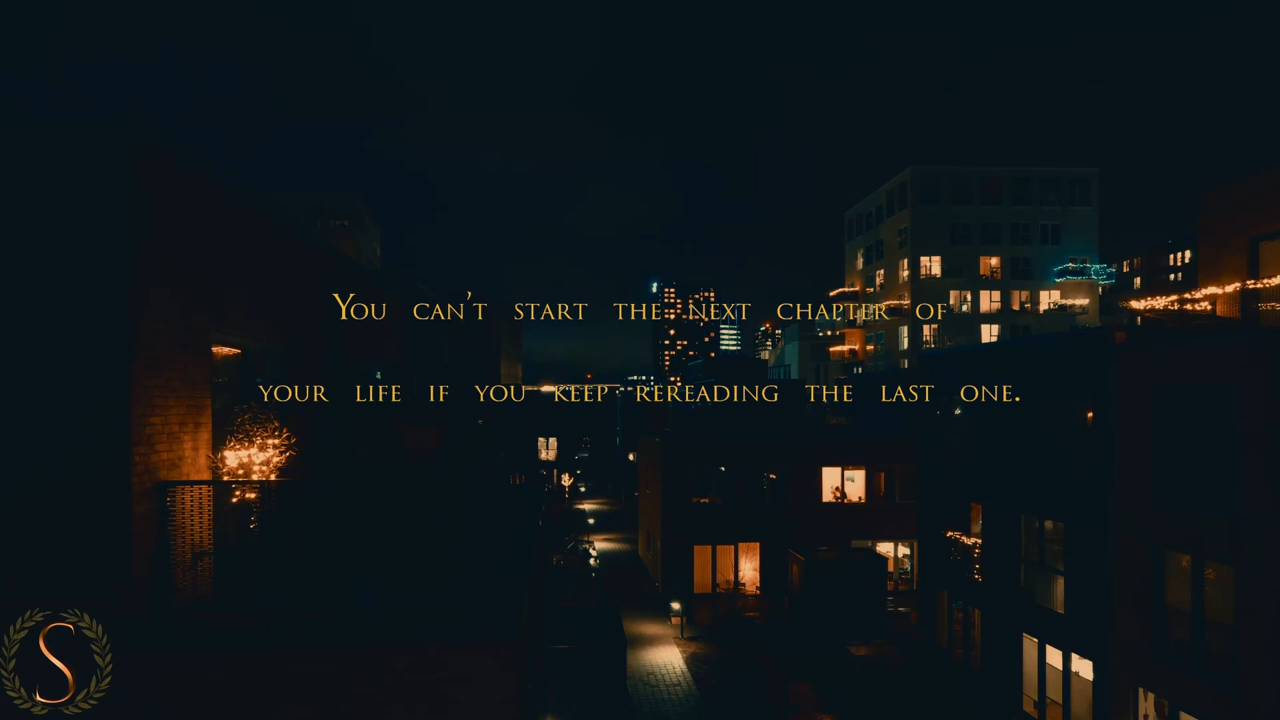 You can't start the next chapter of
your life if you keep rereading the last one.
S